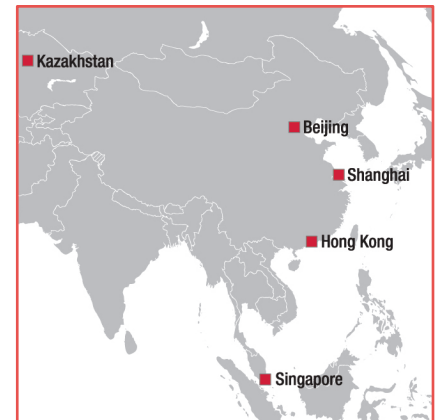 Kazakhstan
Beijing
Shanghai
Hong Kong
Singapore